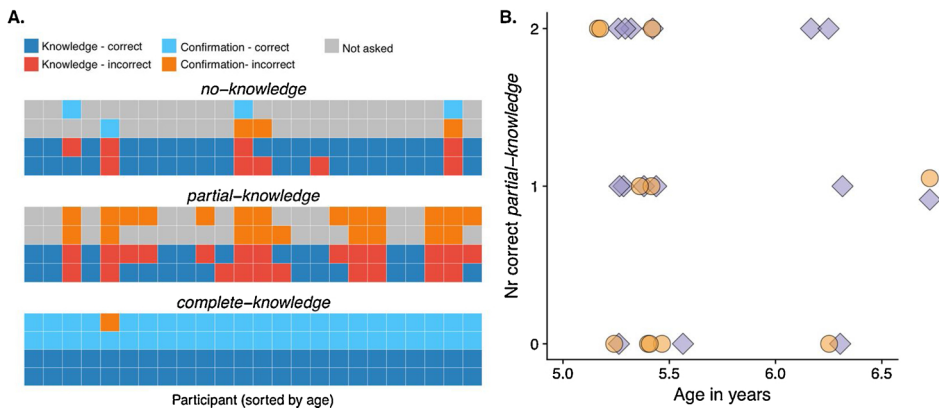 A.
Knowledge - correct
Confirmation - correct
Not asked
Knowledge - incorrect
Confirmation- incorrect
no–knowledge
partial–knowledge
complete–knowledge
Participant (sorted by age)
B.
Nr correct partial–knowledge
2
1
0
5.0 5.5 6.0 6.5
Age in years